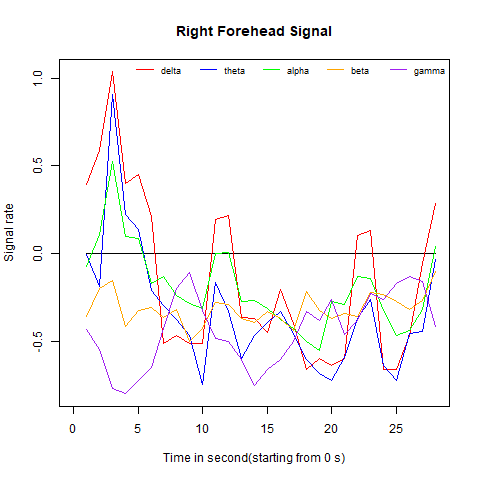 Right Forehead Signal
delta theta alpha beta gamma
Signal rate
1.0
0.5
0.0
-0.5
0 5 10 15 20 25
Time in second(starting from 0 s)